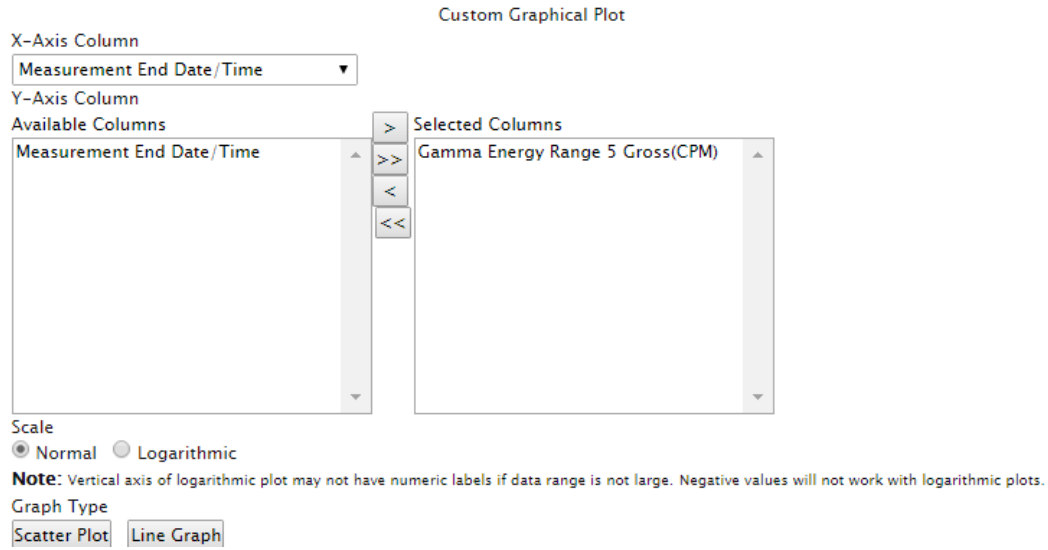 Custom Graphical Plot
X-Axis Column
Measurement End Date/Time
Y-Axis Column
Available Columns > Selected Columns
Measurement End Date/Time >> Gamma Energy Range 5 Gross(CPM)
<
<<
Scale
Normal Logarithmic
Note: Vertical axis of logarithmic plot may not have numeric labels if data range is not large. Negative values will not work with logarithmic plots.
Graph Type
Scatter Plot Line Graph